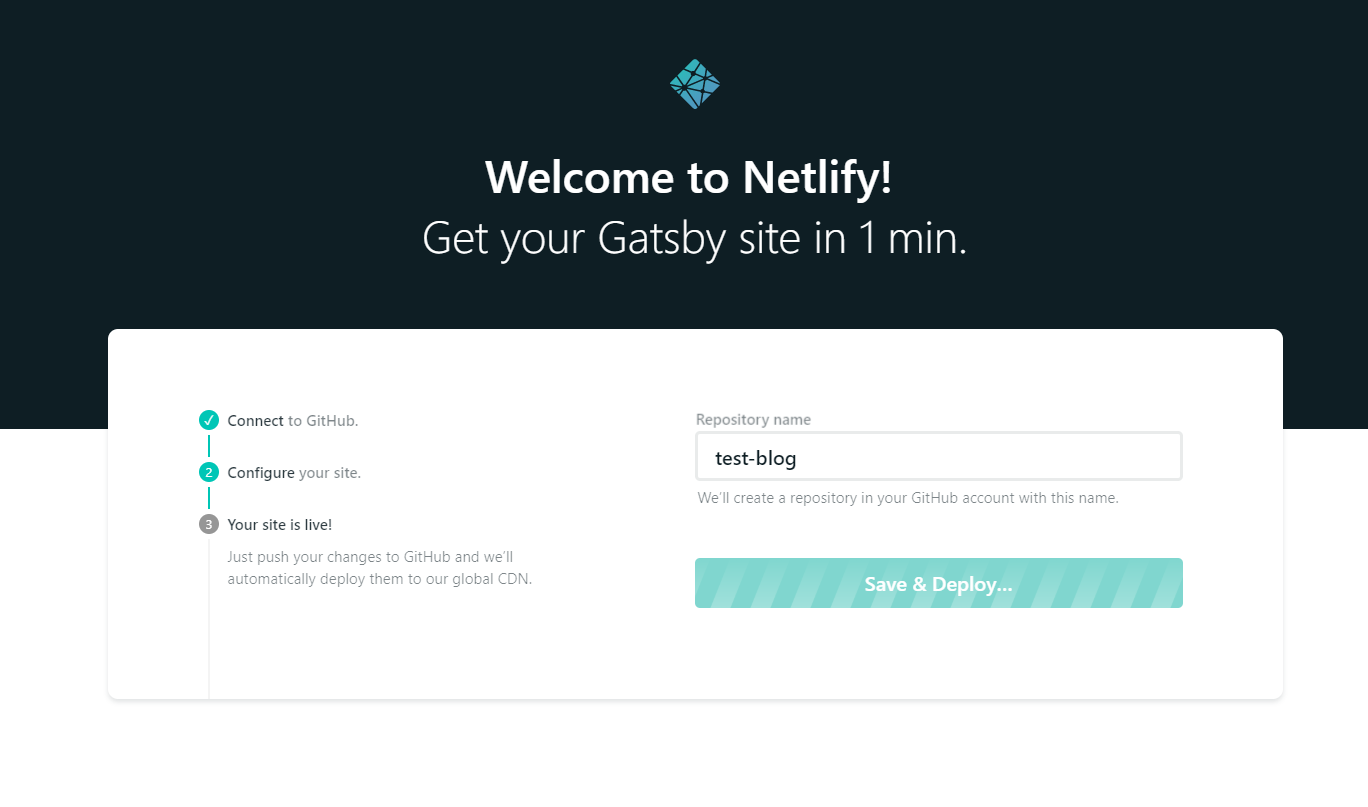 Welcome to Netlify!
Get your Gatsby site in 1 min.
✓ Connect to GitHub.
2 Configure your site.
3 Your site is live!
Just push your changes to GitHub and we'll
automatically deploy them to our global CDN.
Repository name
test-blog
We'll create a repository in your GitHub account with this name.
Save & Deploy...